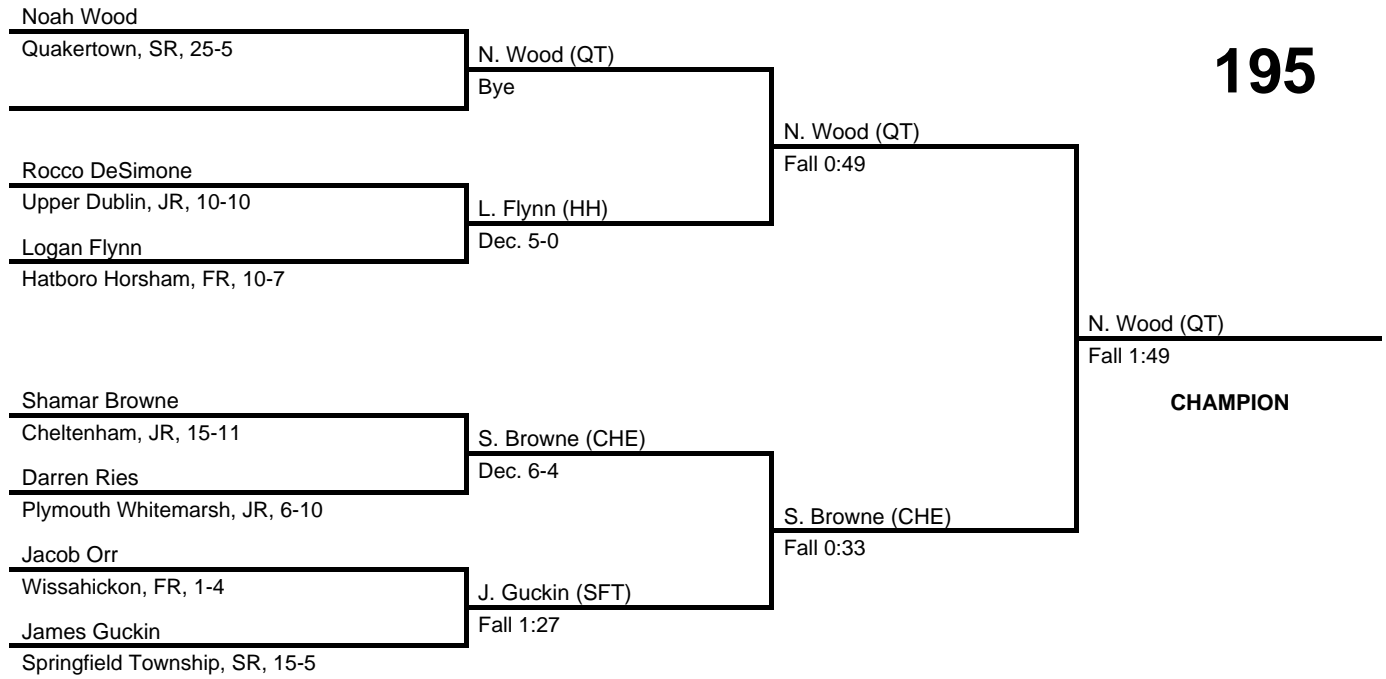 195
Noah Wood
Quakertown, SR, 25-5
N. Wood (QT)
Bye
Rocco DeSimone
Upper Dublin, JR, 10-10
Logan Flynn
Hatboro Horsham, FR, 10-7
L. Flynn (HH)
Dec. 5-0
N. Wood (QT)
Fall 0:49
Shamar Browne
Cheltenham, JR, 15-11
Darren Ries
Plymouth Whitemarsh, JR, 6-10
S. Browne (CHE)
Dec. 6-4
Jacob Orr
Wissahickon, FR, 1-4
James Guckin
Springfield Township, SR, 15-5
J. Guckin (SFT)
Fall 1:27
S. Browne (CHE)
Fall 0:33
N. Wood (QT)
Fall 1:49
CHAMPION